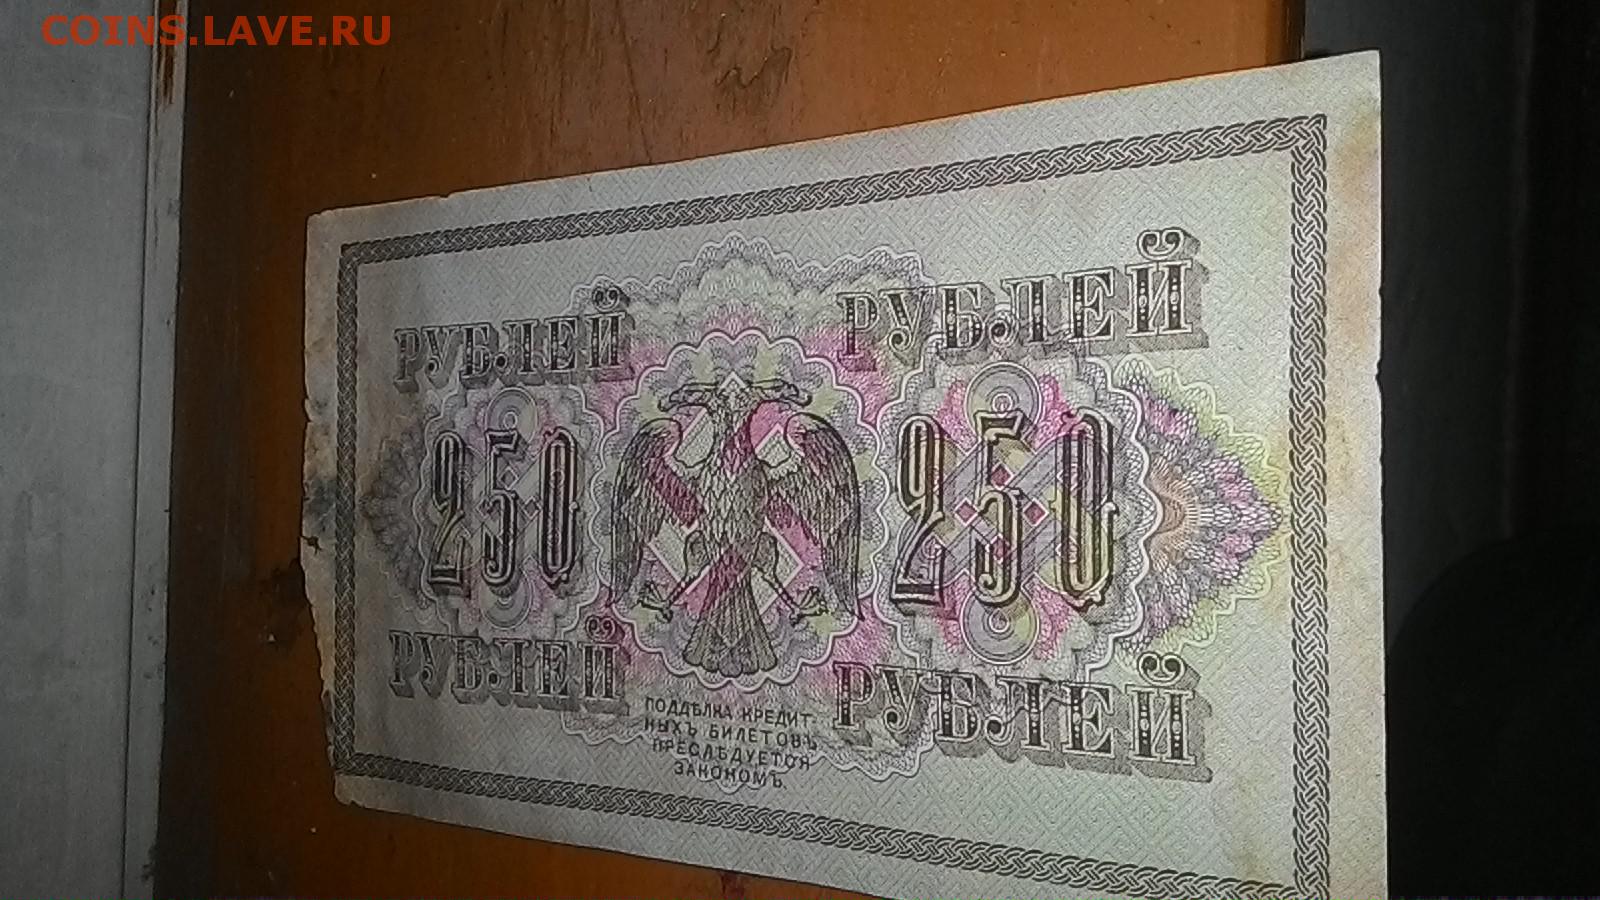 COINS.LAVE.RU
РУБЛЕЙ РУБЛЕЙ
250 250
РУБЛЕЙ РУБЛЕЙ
ПОДДѢЛКА КРЕДИТ-
НЫХЪ БИЛЕТОВЪ
ПРЕСЛѢДУЕТСЯ
ЗАКОНОМЪ.